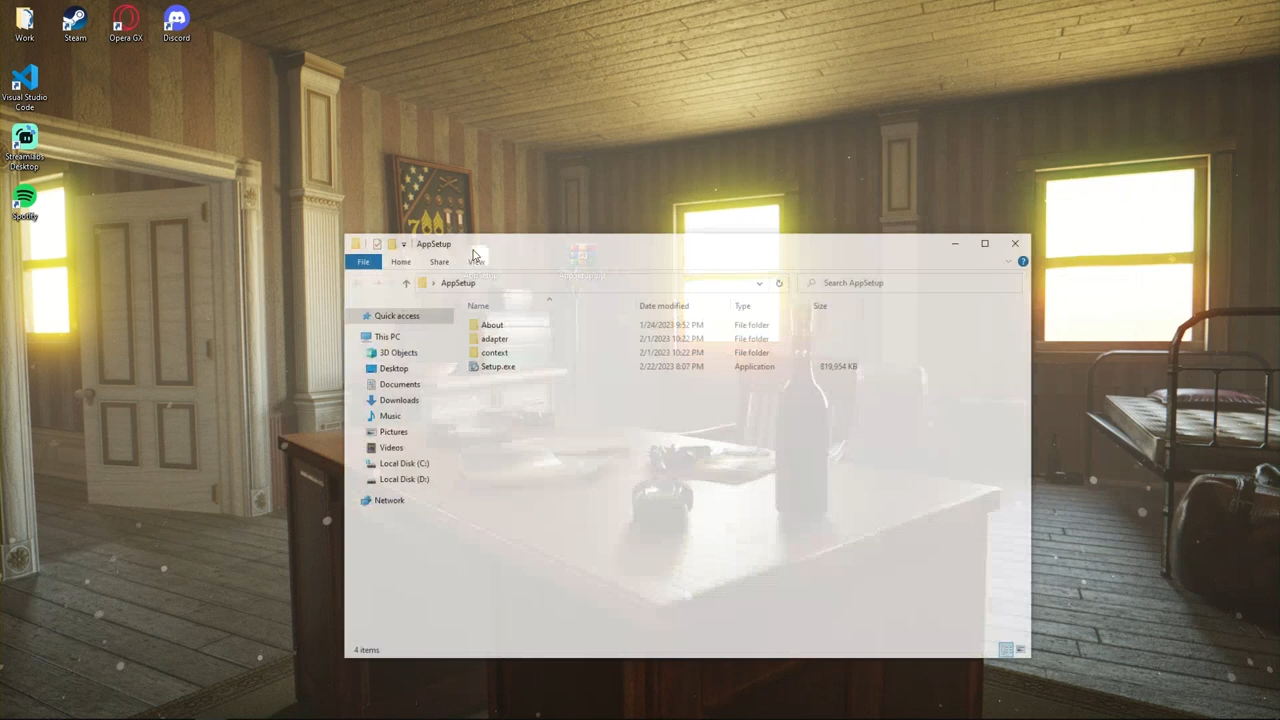 Work
Steam
Opera GX
Discord
Visual Studio
Code
Streamlabs
Desktop
Spotify
AppSetup
File
Home
Share
View
AppSetup
Search AppSetup
Name
Date modified
Type
Size
Quick access
This PC
3D Objects
Desktop
Documents
Downloads
Music
Pictures
Videos
Local Disk (C:)
Local Disk (D:)
Network
About
1/24/2023 9:52 PM
File folder
adapter
2/1/2023 10:22 PM
File folder
context
2/1/2023 10:22 PM
File folder
Setup.exe
2/22/2023 8:07 PM
Application
819,954 KB
4 items